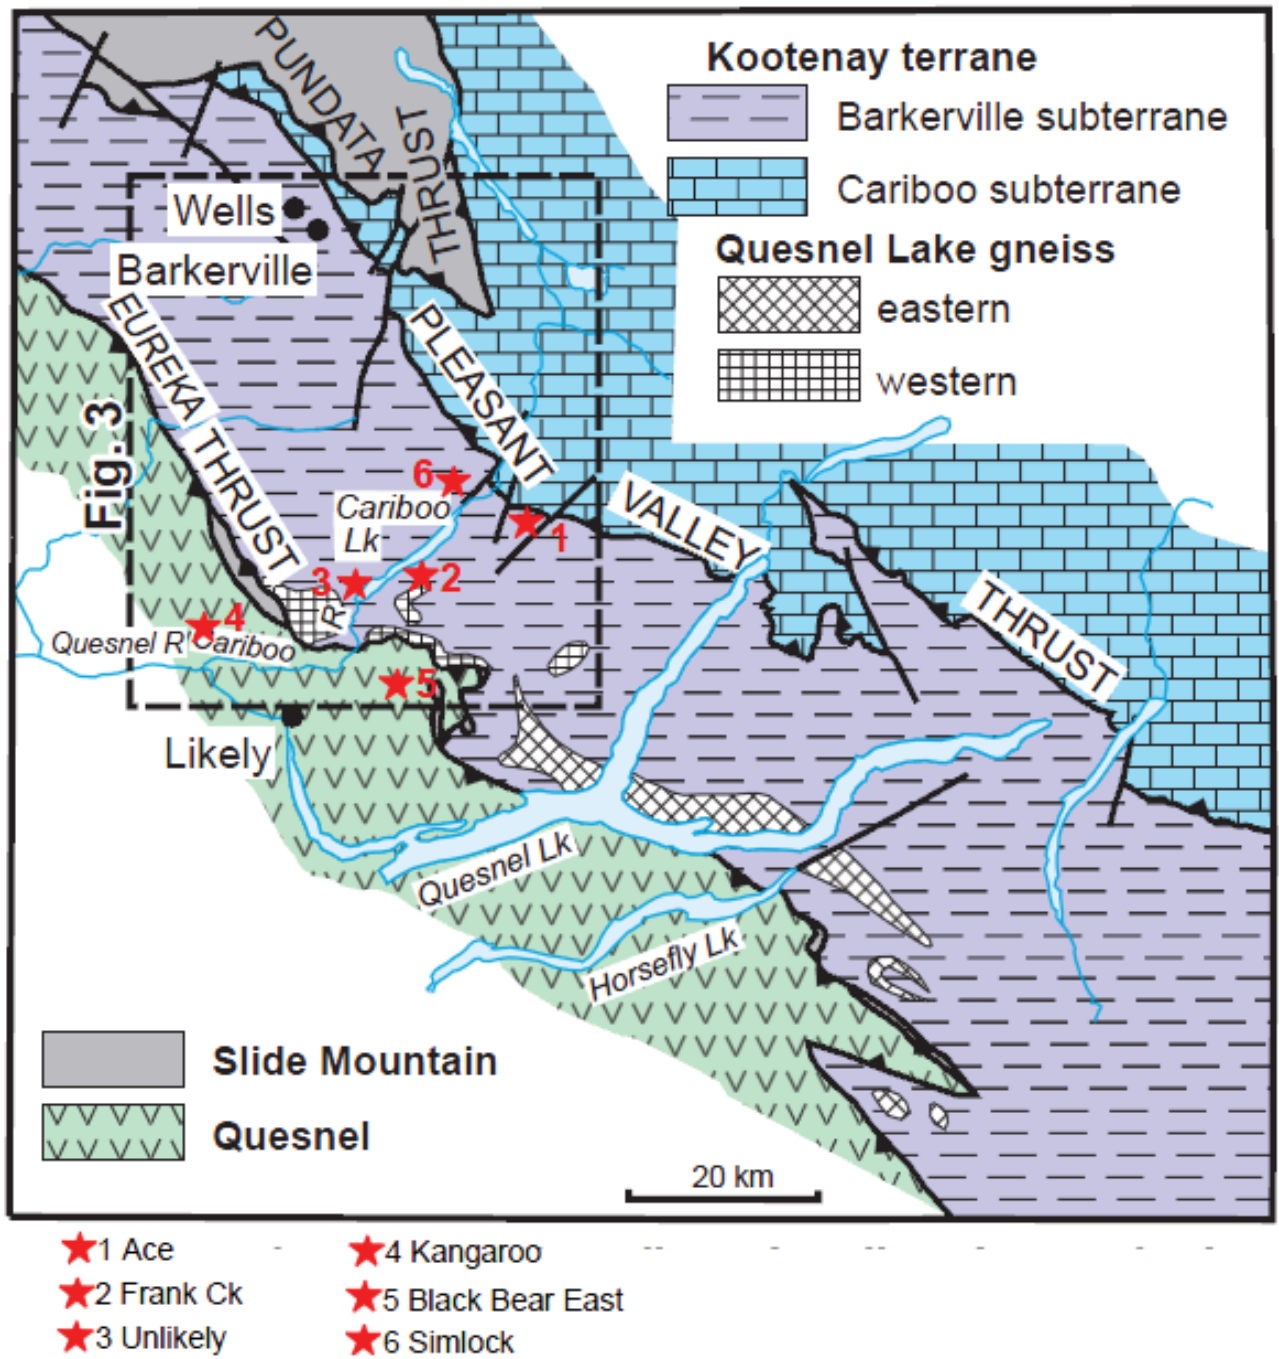 PUNDATA
THRUST
Kootenay terrane
Barkerville subterrane
Cariboo subterrane
Quesnel Lake gneiss
eastern
western
Wells
Barkerville
EUREKA THRUST
PLEASANT
VALLEY
THRUST
Fig. 3
6
Cariboo
Lk
1
3
2
R
4
Quesnel R
Cariboo
5
Likely
Quesnel Lk
Horsefly Lk
Slide Mountain
Quesnel
20 km
1 Ace
4 Kangaroo
2 Frank Ck
5 Black Bear East
3 Unlikely
6 Simlock